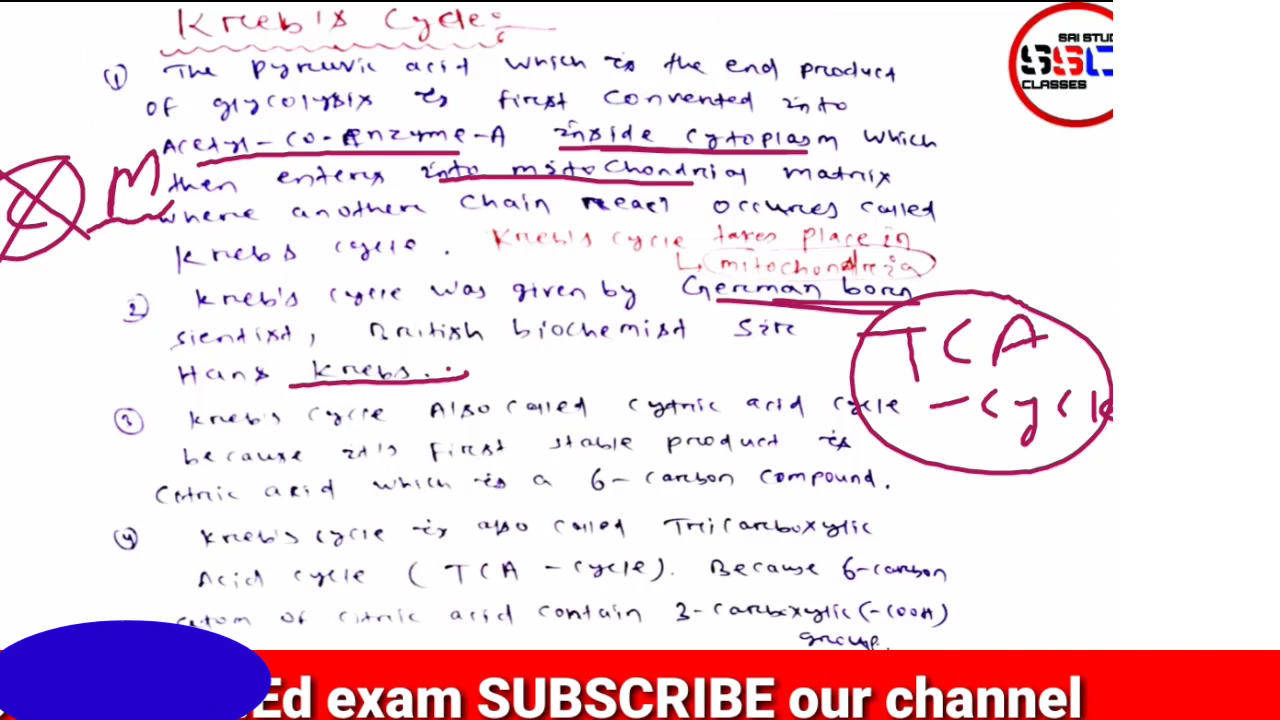 Kreb's Cycle:
SAI STUD
SSC
CLASSES
① The pyruvic acid which is the end product
of glycolysis is first converted into
Acetyl-co-Enzyme-A inside cytoplasm which
M
then enters into mitochondrial matrix
where another chain react occures called
Krebs cycle. Kreb's cycle takes place in
mitochondria
② Kreb's cycle was given by German born
sientist, British biochemist Sir
TCA
Hans Krebs.
- cycle
③ Kreb's cycle Also called cytric acid cycle
because it's first stable product is
Citric acid which is a 6-carbon compound.
④ Kreb's cycle is also called Tricarboxylic
Acid cycle (TCA-cycle). Because 6-carbon
atom of citric acid contain 3-carboxylic (-COOH)
group.
Ed exam SUBSCRIBE our channel